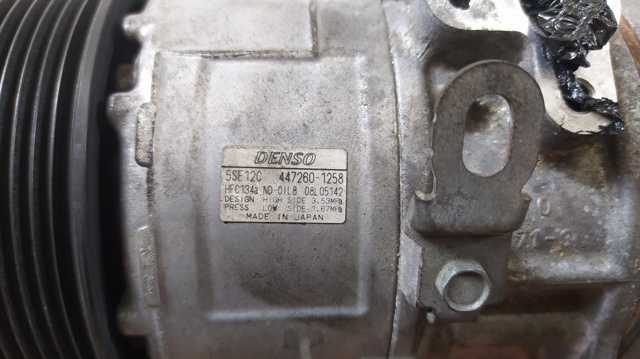 DENSO
5SE12C 447260-1258
HFC134a ND-OIL8 08L05142
DESIGN HIGH SIDE 3.53MPa
PRESS LOW SIDE 1.67MPa
MADE IN JAPAN